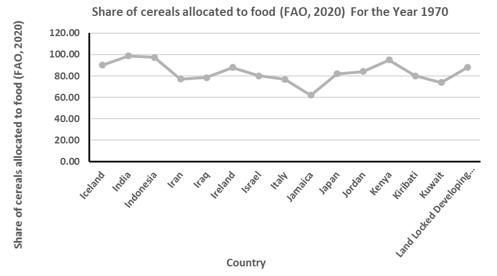 Share of cereals allocated to food (FAO, 2020) For the Year 1970
Share of cereals allocated to food (FAO, 2020)
120.00
100.00
80.00
60.00
40.00
20.00
0.00
Iceland
India
Indonesia
Iran
Iraq
Ireland
Israel
Italy
Jamaica
Japan
Jordan
Kenya
Kiribati
Kuwait
Land Locked Developing...
Country